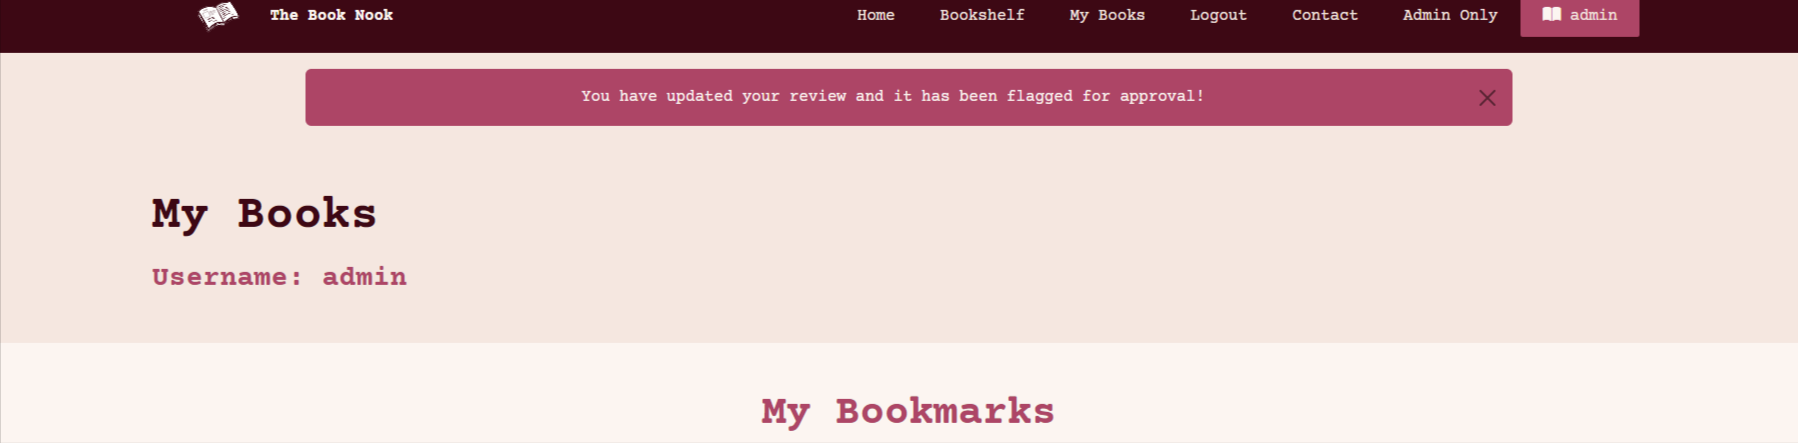 The Book Nook Home Bookshelf My Books Logout Contact Admin Only admin
You have updated your review and it has been flagged for approval!
My Books
Username: admin
My Bookmarks